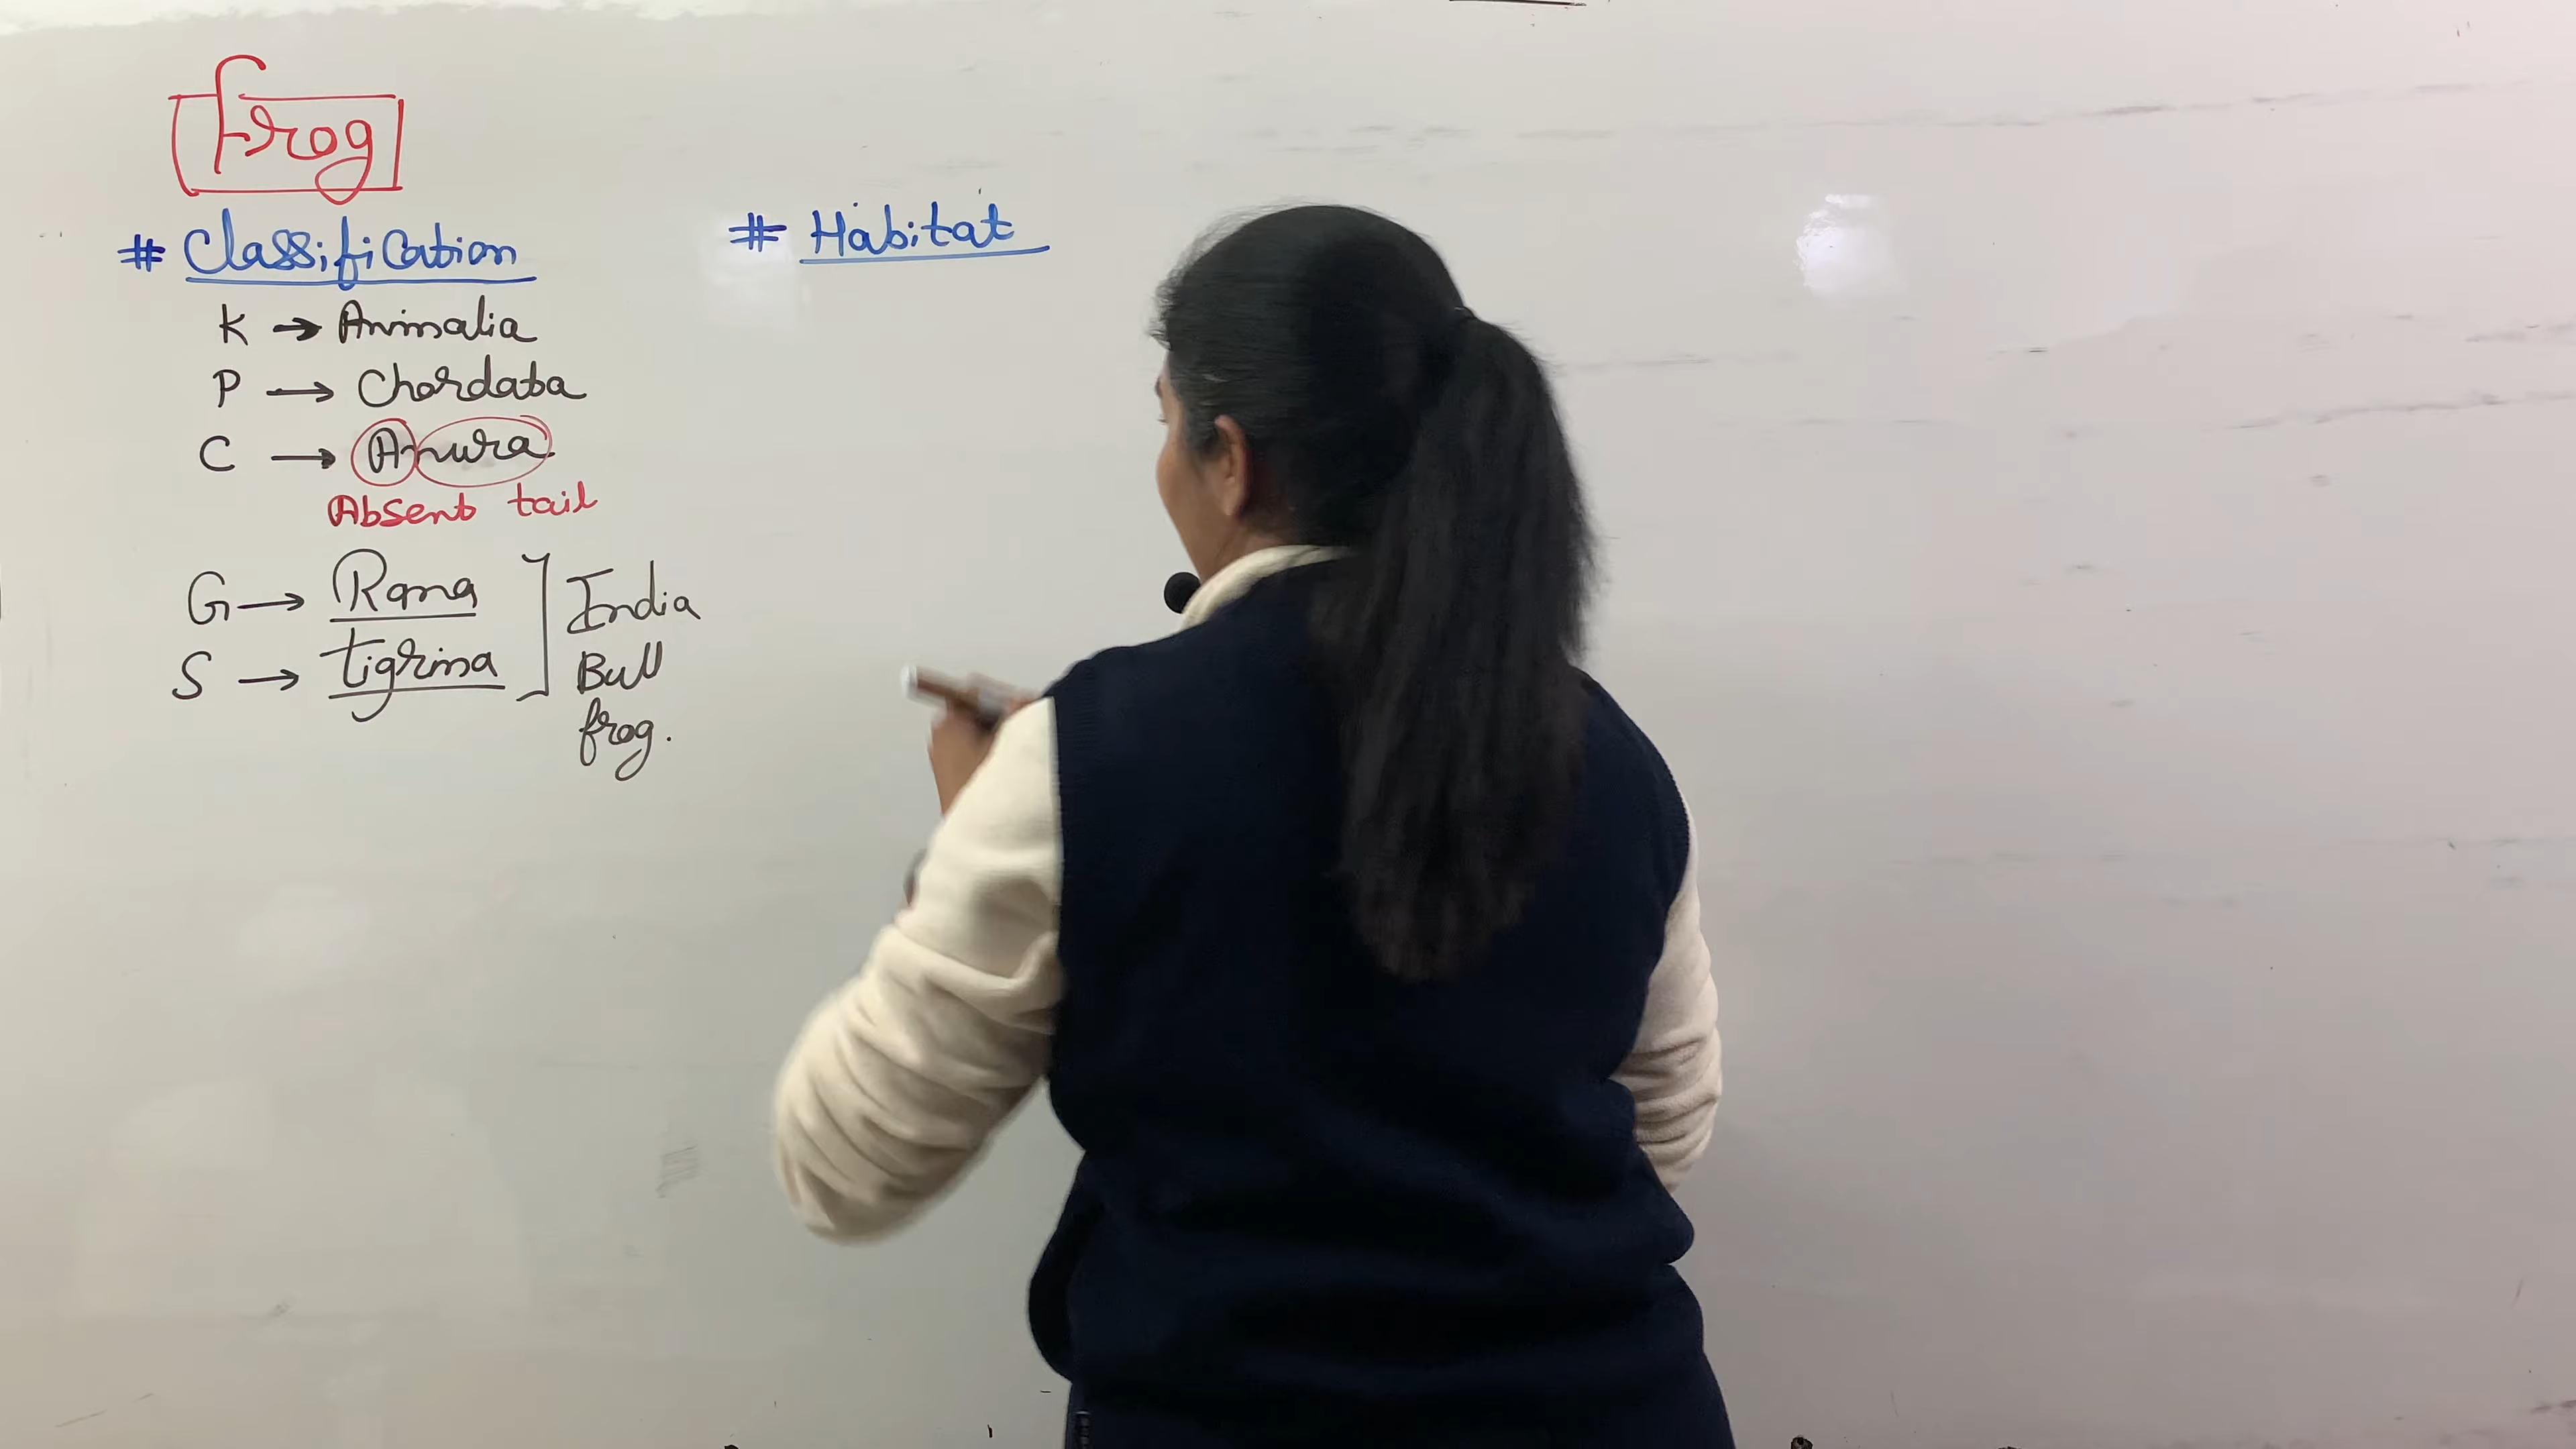 Frog
# Classification
K → Animalia
P → Chordata
C → Anura.
Absent tail
G → Rana
S → tigrina
India
Bull
frog.
# Habitat